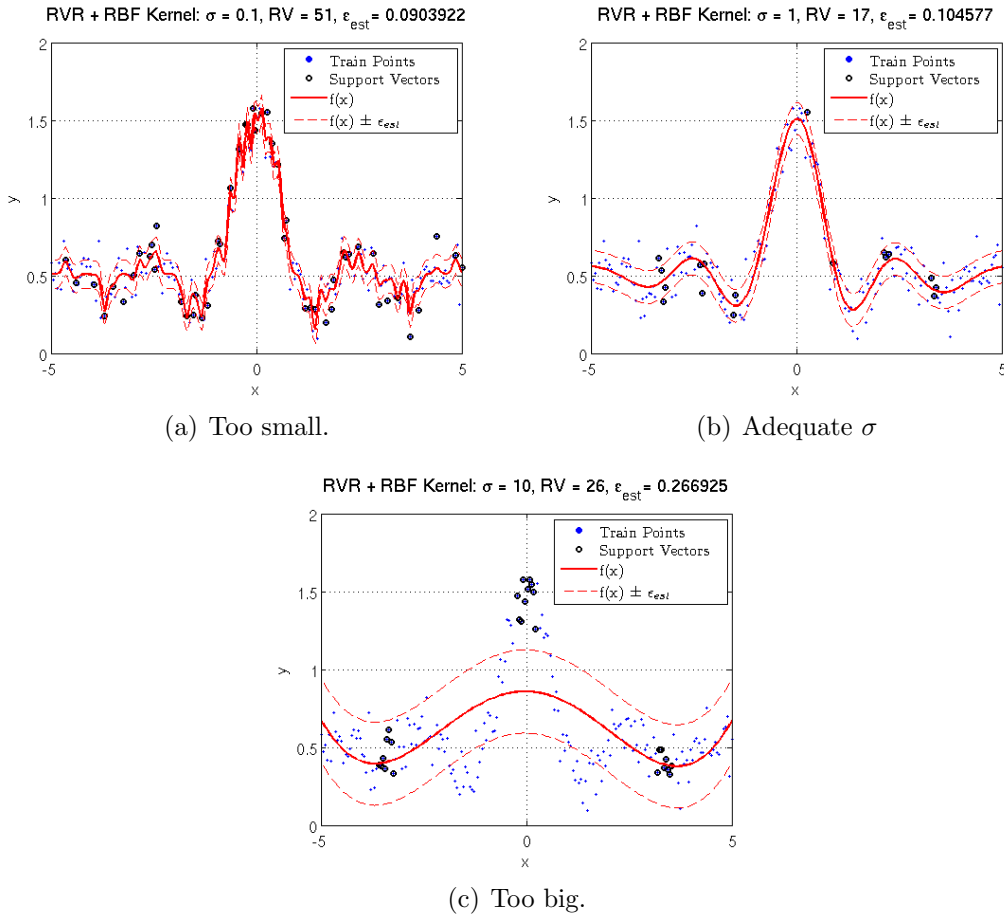 RVR + RBF Kernel: σ = 0.1, RV = 51, ε_est = 0.0903922
2
1.5
1
0.5
0
y
-5
0
5
x
Train Points
Support Vectors
f(x)
f(x) ± ϵ_est
(a) Too small.
RVR + RBF Kernel: σ = 1, RV = 17, ε_est = 0.104577
2
1.5
1
0.5
0
y
-5
0
5
x
Train Points
Support Vectors
f(x)
f(x) ± ϵ_est
(b) Adequate σ
RVR + RBF Kernel: σ = 10, RV = 26, ε_est = 0.266925
2
1.5
1
0.5
0
y
-5
0
5
x
Train Points
Support Vectors
f(x)
f(x) ± ϵ_est
(c) Too big.